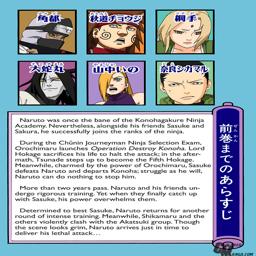 角都
秋道チョウジ
綱手
大蛇丸
山中いの
奈良シカマル
前巻までのあらすじ
Naruto was once the bane of the Konohagakure Ninja
Academy. Nevertheless, alongside his friends Sasuke and
Sakura, he successfully joins the ranks of the ninja.
During the Chûnin Journeyman Ninja Selection Exam,
Orochimaru launches Operation Destroy Konoha. Lord
Hokage sacrifices his life to halt the attack; in the after-
math, Tsunade steps up to become the Fifth Hokage.
Meanwhile, charmed by the power of Orochimaru, Sasuke
defeats Naruto and departs Konoha; struggle as he will,
Naruto can do nothing to stop him.
More than two years pass. Naruto and his friends un-
dergo rigorous training. Yet when they finally catch up
with Sasuke, his power overwhelms them.
Determined to best Sasuke, Naruto returns for another
round of intense training. Meanwhile, Shikamaru and the
others violently clash with the Akatsuki group. Though
the scene looks grim, Naruto arrives just in time to
deliver his lethal attack...